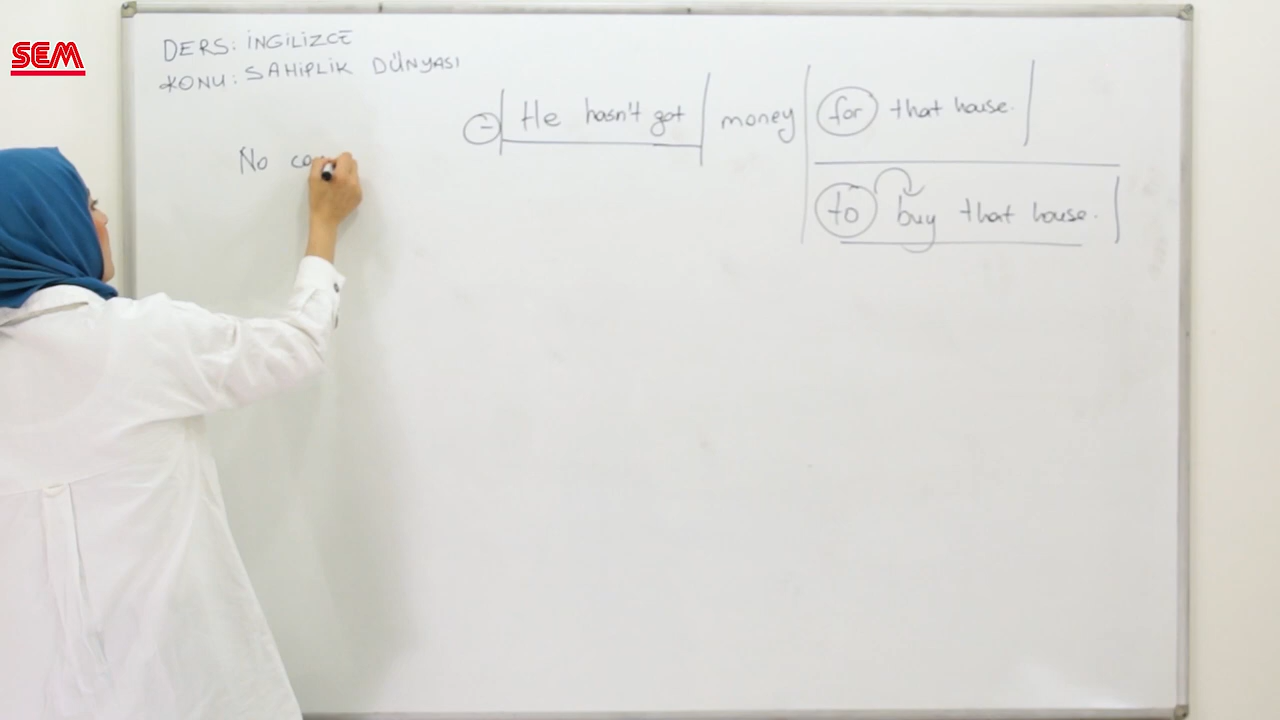 SEM
DERS: İNGİLİZCE
KONU: SAHİPLİK DÜNYASI
(-) He hasn't got money for that house.
to buy that house.
No